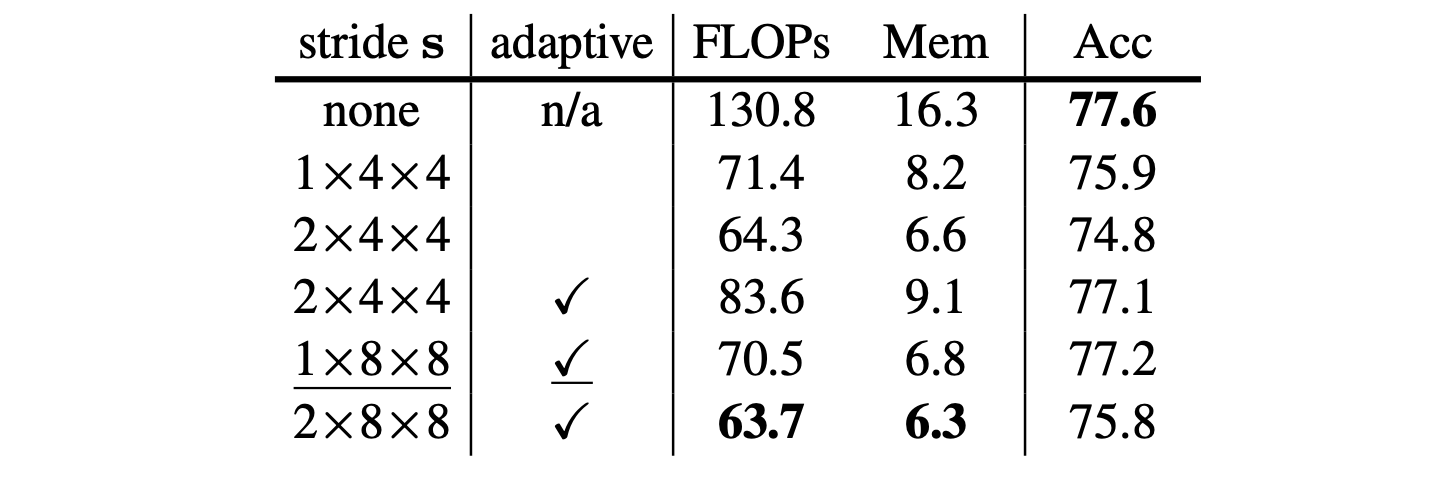 stride s adaptive FLOPs Mem Acc
none n/a 130.8 16.3 77.6
1×4×4 71.4 8.2 75.9
2×4×4 64.3 6.6 74.8
2×4×4 ✓ 83.6 9.1 77.1
1×8×8 ✓ 70.5 6.8 77.2
2×8×8 ✓ 63.7 6.3 75.8